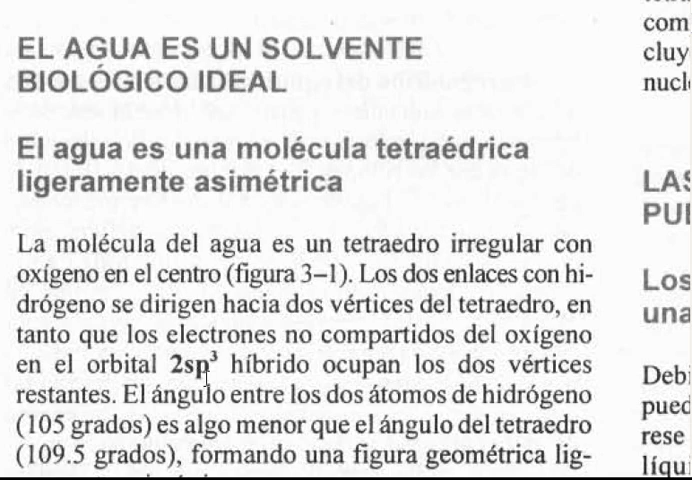 EL AGUA ES UN SOLVENTE
BIOLÓGICO IDEAL
El agua es una molécula tetraédrica
ligeramente asimétrica
La molécula del agua es un tetraedro irregular con
oxígeno en el centro (figura 3–1). Los dos enlaces con hi-
drógeno se dirigen hacia dos vértices del tetraedro, en
tanto que los electrones no compartidos del oxígeno
en el orbital 2sp³ híbrido ocupan los dos vértices
restantes. El ángulo entre los dos átomos de hidrógeno
(105 grados) es algo menor que el ángulo del tetraedro
(109.5 grados), formando una figura geométrica lig-
com
cluy
nucl
LAS
PU
Los
una
Debi
pued
rese
líqui